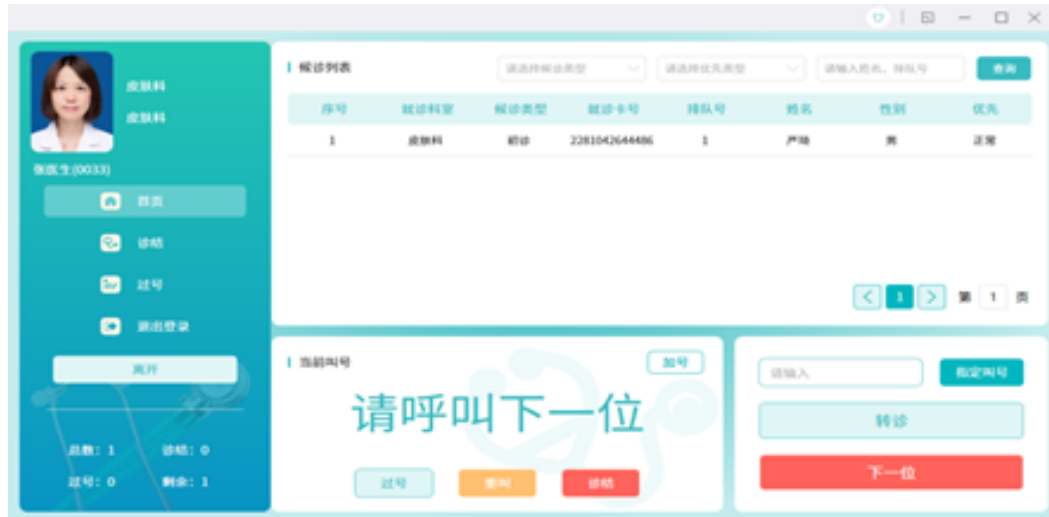 皮肤科
皮肤科
张医生(0033)
首页
诊结
过号
退出登录
离开
总数：1 诊结：0
过号：0 剩余：1
候诊列表 请选择候诊类型 请选择优先类型 请输入姓名、排队号 查询
序号 就诊科室 候诊类型 就诊卡号 排队号 姓名 性别 优先
1 皮肤科 初诊 2281042644486 1 男 正常
1 第 1 页
当前叫号 加号
请呼叫下一位
过号 重叫 诊结
请输入 指定叫号
转诊
下一位